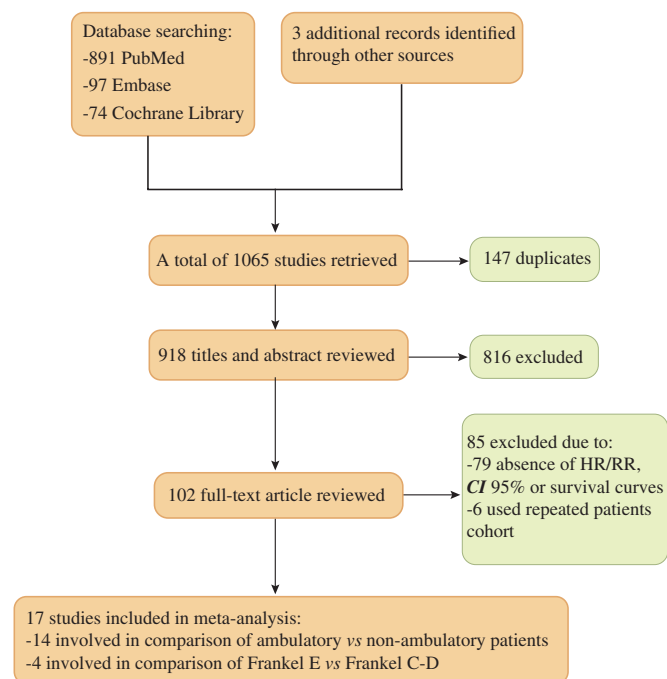 Database searching:
-891 PubMed
-97 Embase
-74 Cochrane Library
3 additional records identified
through other sources
A total of 1065 studies retrieved
147 duplicates
918 titles and abstract reviewed
816 excluded
85 excluded due to:
-79 absence of HR/RR,
CI 95% or survival curves
-6 used repeated patients
cohort
102 full-text article reviewed
17 studies included in meta-analysis:
-14 involved in comparison of ambulatory vs non-ambulatory patients
-4 involved in comparison of Frankel E vs Frankel C-D